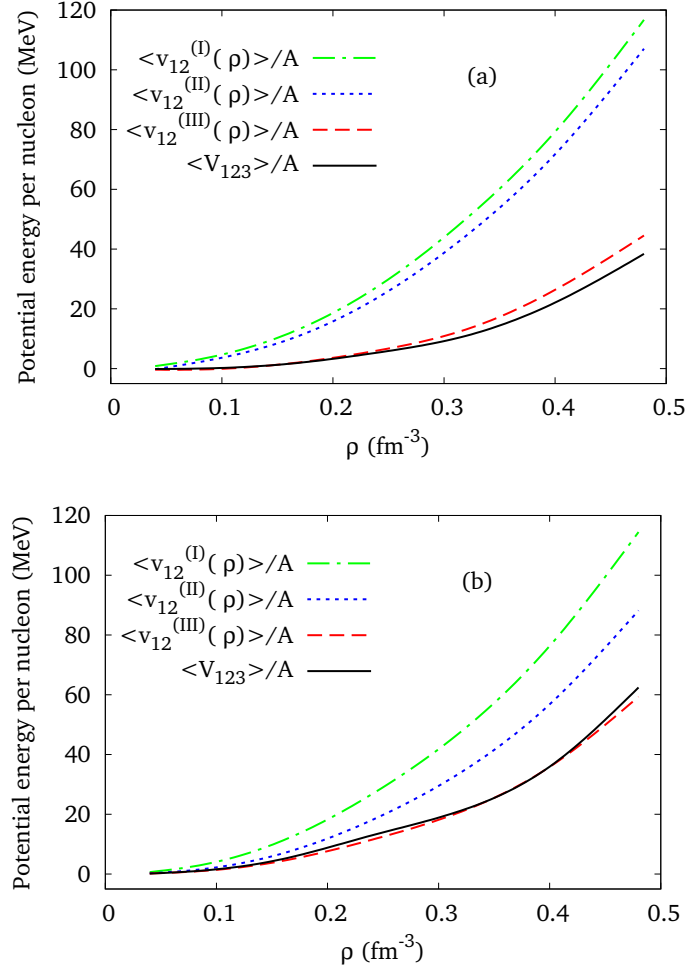 Potential energy per nucleon (MeV)
120
100
80
60
40
20
0
<v12^(I)( ρ)>/A
<v12^(II)( ρ)>/A
<v12^(III)( ρ)>/A
<V123>/A
(a)
0 0.1 0.2 0.3 0.4 0.5
ρ (fm^-3)
Potential energy per nucleon (MeV)
120
100
80
60
40
20
0
<v12^(I)( ρ)>/A
<v12^(II)( ρ)>/A
<v12^(III)( ρ)>/A
<V123>/A
(b)
0 0.1 0.2 0.3 0.4 0.5
ρ (fm^-3)